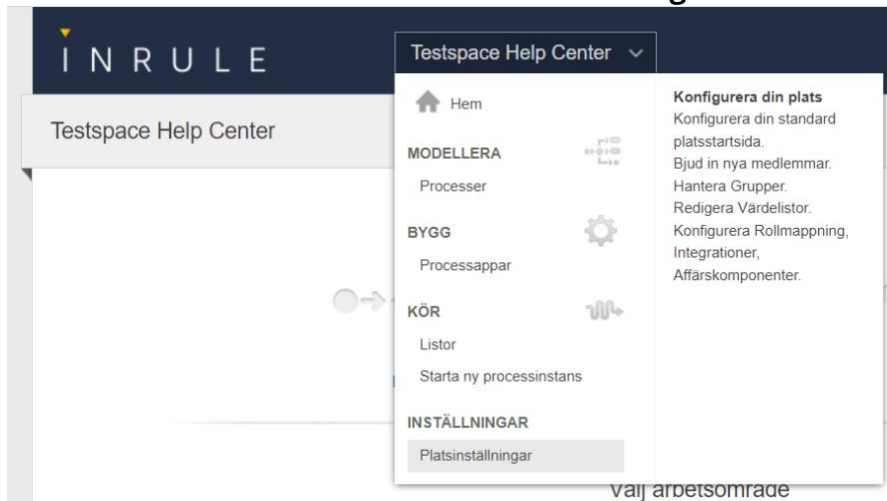 INRULE
Testspace Help Center
Testspace Help Center
Hem
MODELLERA
Processer
BYGG
Processappar
KÖR
Listor
Starta ny processinstans
INSTÄLLNINGAR
Platsinställningar
Konfigurera din plats
Konfigurera din standard
platsstartsida.
Bjud in nya medlemmar.
Hantera Grupper.
Redigera Värdelistor.
Konfigurera Rollmappning,
Integrationer,
Affärskomponenter.
Välj arbetsområde